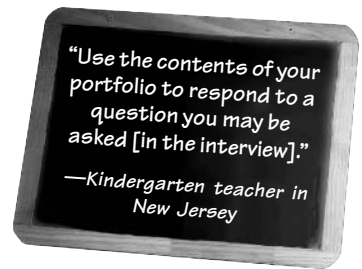 “Use the contents of your
portfolio to respond to a
question you may be
asked [in the interview].”
—Kindergarten teacher in
New Jersey